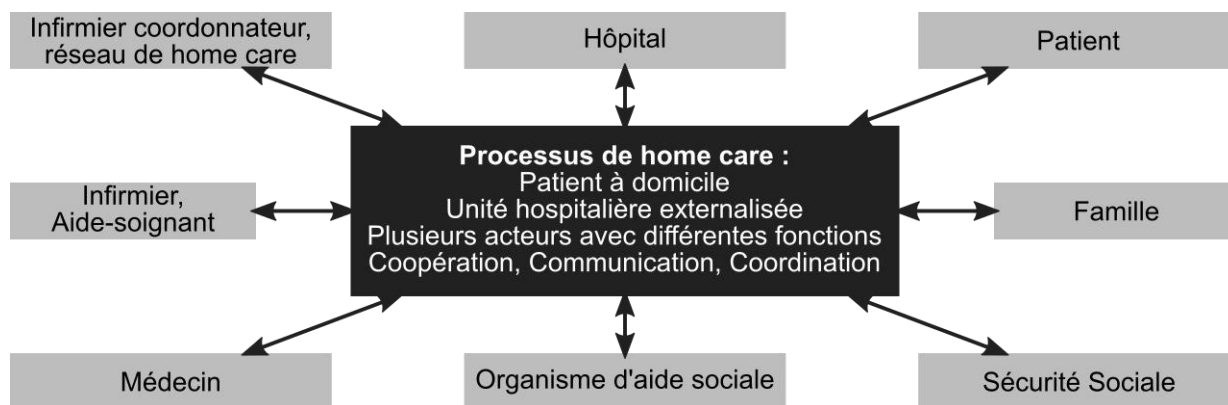 Infirmier coordonnateur,
réseau de home care
Hôpital
Patient
Processus de home care :
Patient à domicile
Unité hospitalière externalisée
Plusieurs acteurs avec différentes fonctions
Coopération, Communication, Coordination
Infirmier,
Aide-soignant
Famille
Médecin
Organisme d'aide sociale
Sécurité Sociale